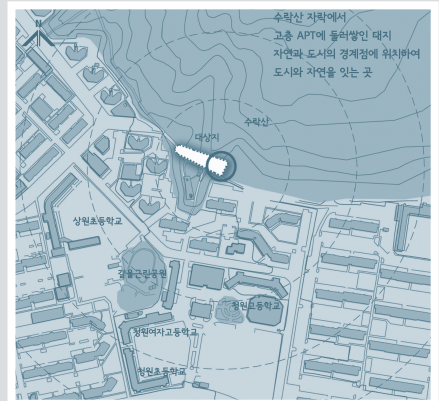 수락산 자락에서
고층 APT에 둘러쌓인 대지
자연과 도시의 경계점에 위치하여
도시와 자연을 잇는 곳
N
수락산
대상지
상원초등학교
갈울근린공원
청원고등학교
청원여자고등학교
청원초등학교